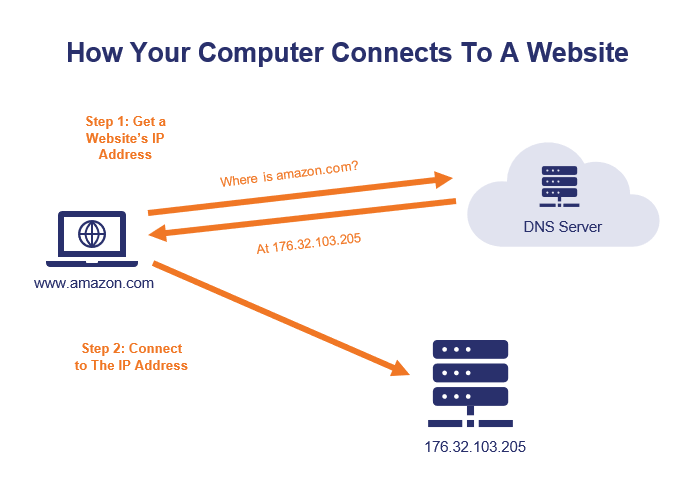 How Your Computer Connects To A Website
Step 1: Get a
Website's IP
Address
Where is amazon.com?
DNS Server
At 176.32.103.205
www.amazon.com
Step 2: Connect
to The IP Address
176.32.103.205